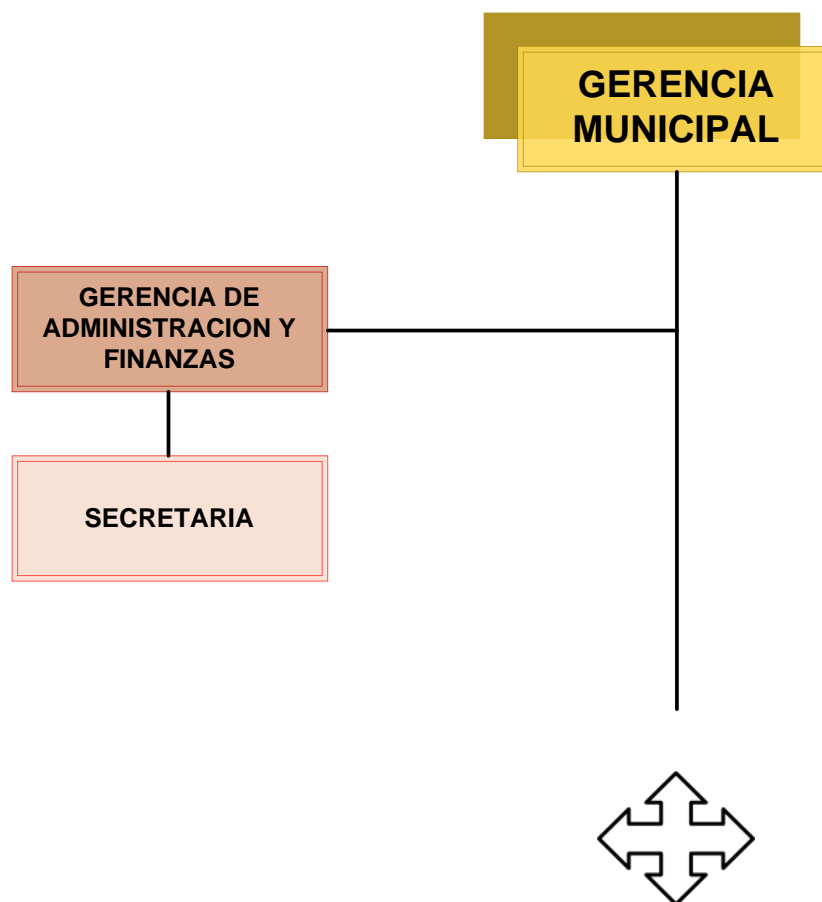 GERENCIA
MUNICIPAL
GERENCIA DE
ADMINISTRACION Y
FINANZAS
SECRETARIA